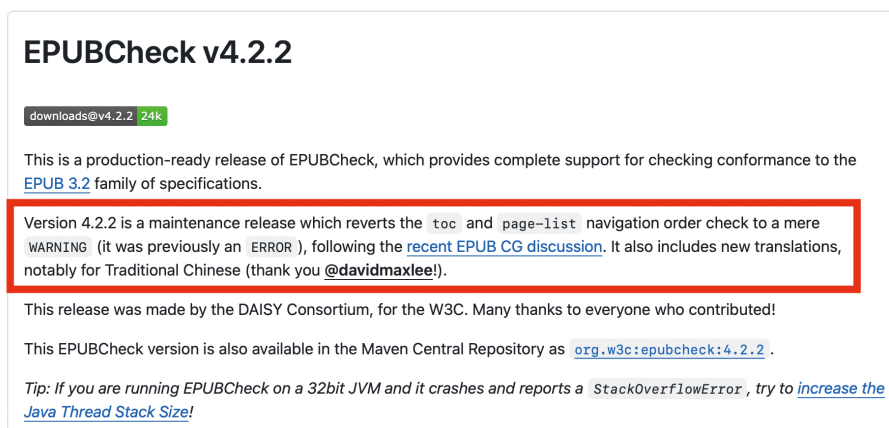 EPUBCheck v4.2.2
downloads@v4.2.2 24k
This is a production-ready release of EPUBCheck, which provides complete support for checking conformance to the
EPUB 3.2 family of specifications.
Version 4.2.2 is a maintenance release which reverts the toc and page-list navigation order check to a mere
WARNING (it was previously an ERROR ), following the recent EPUB CG discussion. It also includes new translations,
notably for Traditional Chinese (thank you @davidmaxlee!).
This release was made by the DAISY Consortium, for the W3C. Many thanks to everyone who contributed!
This EPUBCheck version is also available in the Maven Central Repository as org.w3c:epubcheck:4.2.2 .
Tip: If you are running EPUBCheck on a 32bit JVM and it crashes and reports a StackOverflowError, try to increase the
Java Thread Stack Size!